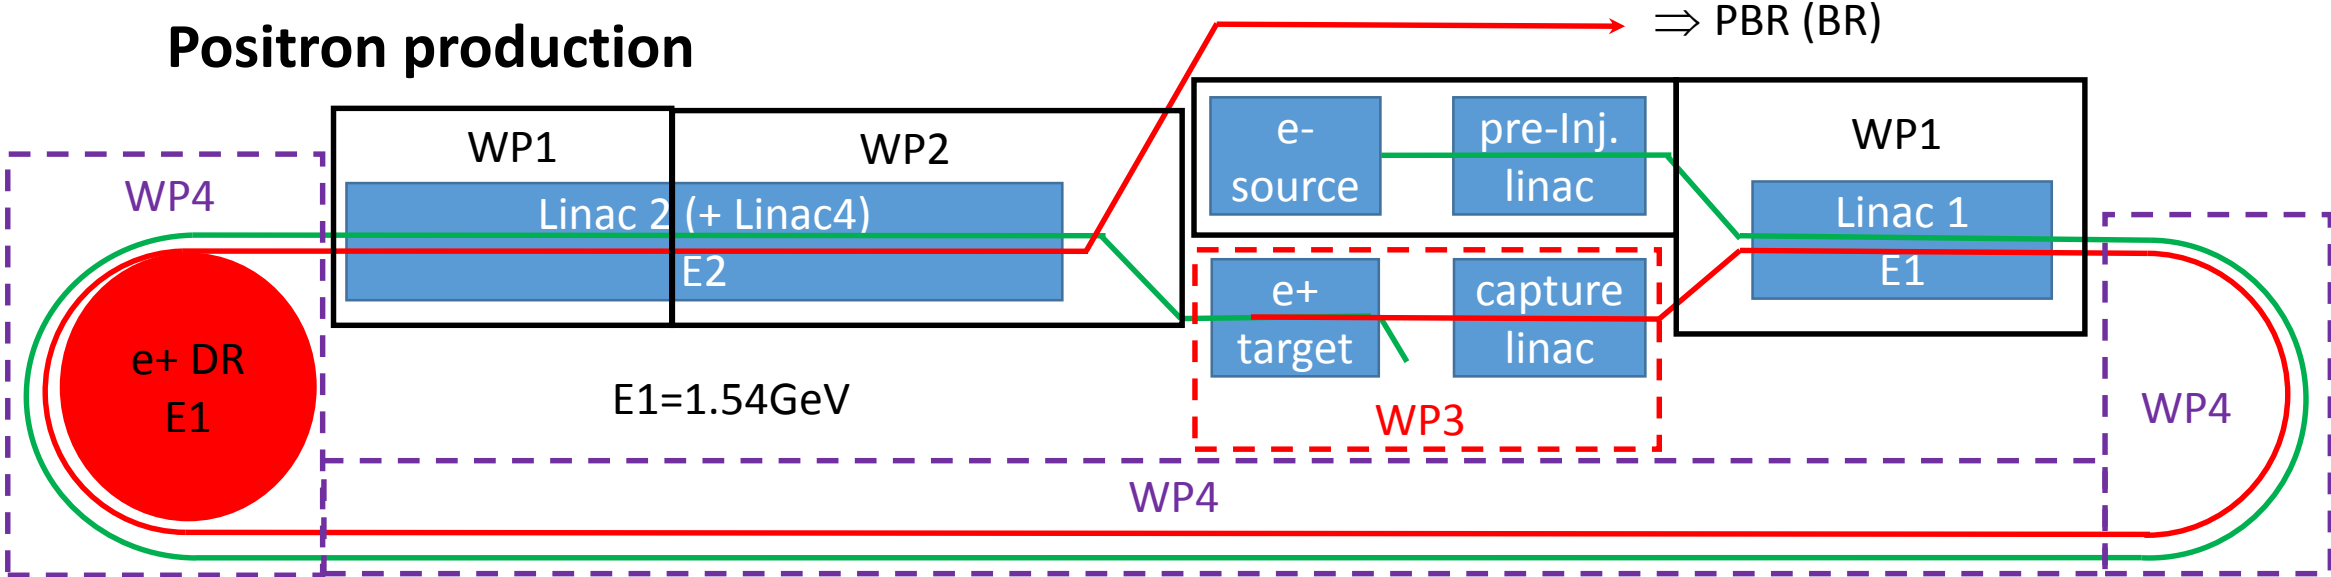 Positron production
⇒ PBR (BR)
WP4
WP1
WP2
Linac 2 (+ Linac4)
E2
e-
source
pre-Inj.
linac
WP1
Linac 1
E1
e+
target
capture
linac
WP3
e+ DR
E1
E1=1.54GeV
WP4
WP4